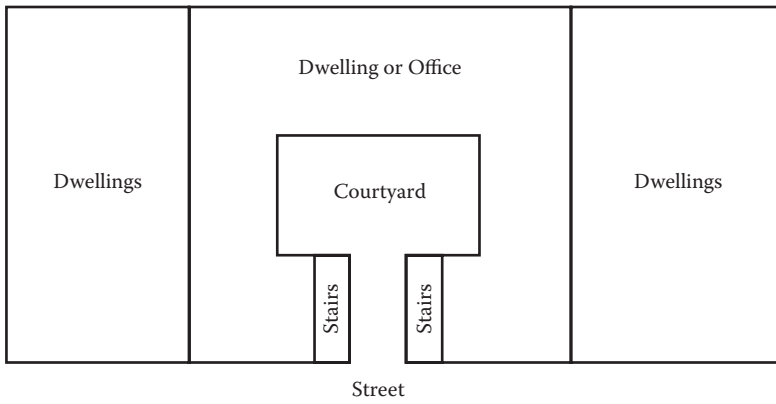 Dwelling or Office
Dwellings
Courtyard
Dwellings
Stairs
Stairs
Street